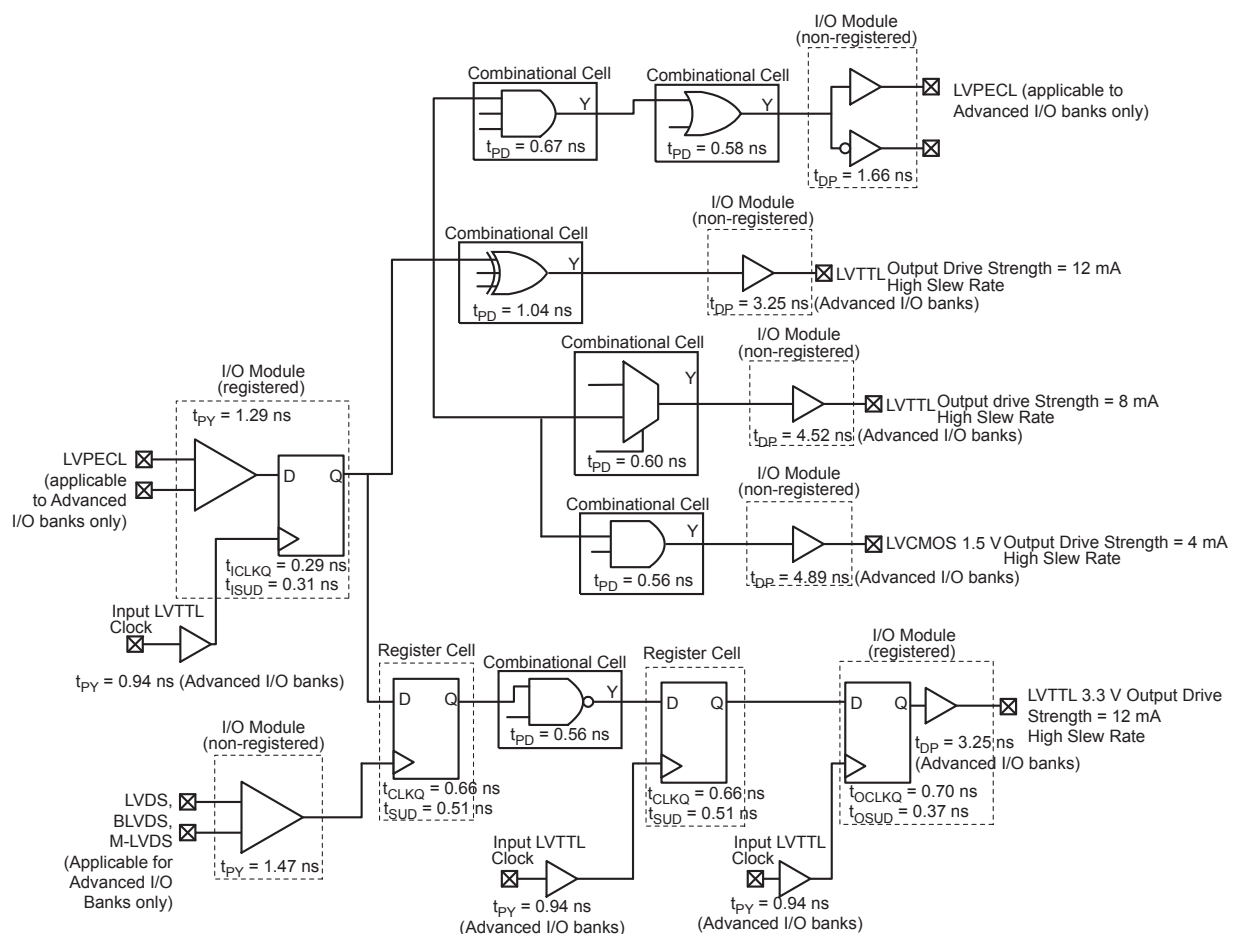 I/O Module
(non-registered)
Combinational Cell
Y
tPD = 0.67 ns
Combinational Cell
Y
tPD = 0.58 ns
tDP = 1.66 ns
LVPECL (applicable to
Advanced I/O banks only)
I/O Module
(non-registered)
Combinational Cell
Y
tPD = 1.04 ns
tDP = 3.25 ns (Advanced I/O banks)
LVTTL Output Drive Strength = 12 mA
High Slew Rate
I/O Module
(non-registered)
Combinational Cell
Y
tPD = 0.60 ns
tDP = 4.52 ns (Advanced I/O banks)
LVTTL Output drive Strength = 8 mA
High Slew Rate
I/O Module
(registered)
tPY = 1.29 ns
LVPECL
(applicable
to Advanced
I/O banks only)
D
Q
tICLKQ = 0.29 ns
tISUD = 0.31 ns
Input LVTTL
Clock
tPY = 0.94 ns (Advanced I/O banks)
I/O Module
(non-registered)
Combinational Cell
Y
tPD = 0.56 ns
tDP = 4.89 ns (Advanced I/O banks)
LVCMOS 1.5 V Output Drive Strength = 4 mA
High Slew Rate
I/O Module
(non-registered)
LVDS,
BLVDS,
M-LVDS
(Applicable for
Advanced I/O
Banks only)
tPY = 1.47 ns
Register Cell
D
Q
tCLKQ = 0.66 ns
tSUD = 0.51 ns
Combinational Cell
Y
tPD = 0.56 ns
Register Cell
D
Q
tCLKQ = 0.66 ns
tSUD = 0.51 ns
Input LVTTL
Clock
tPY = 0.94 ns
(Advanced I/O banks)
I/O Module
(registered)
D
Q
tDP = 3.25 ns
(Advanced I/O banks)
tOCLKQ = 0.70 ns
tOSUD = 0.37 ns
LVTTL 3.3 V Output Drive
Strength = 12 mA
High Slew Rate
Input LVTTL
Clock
tPY = 0.94 ns
(Advanced I/O banks)